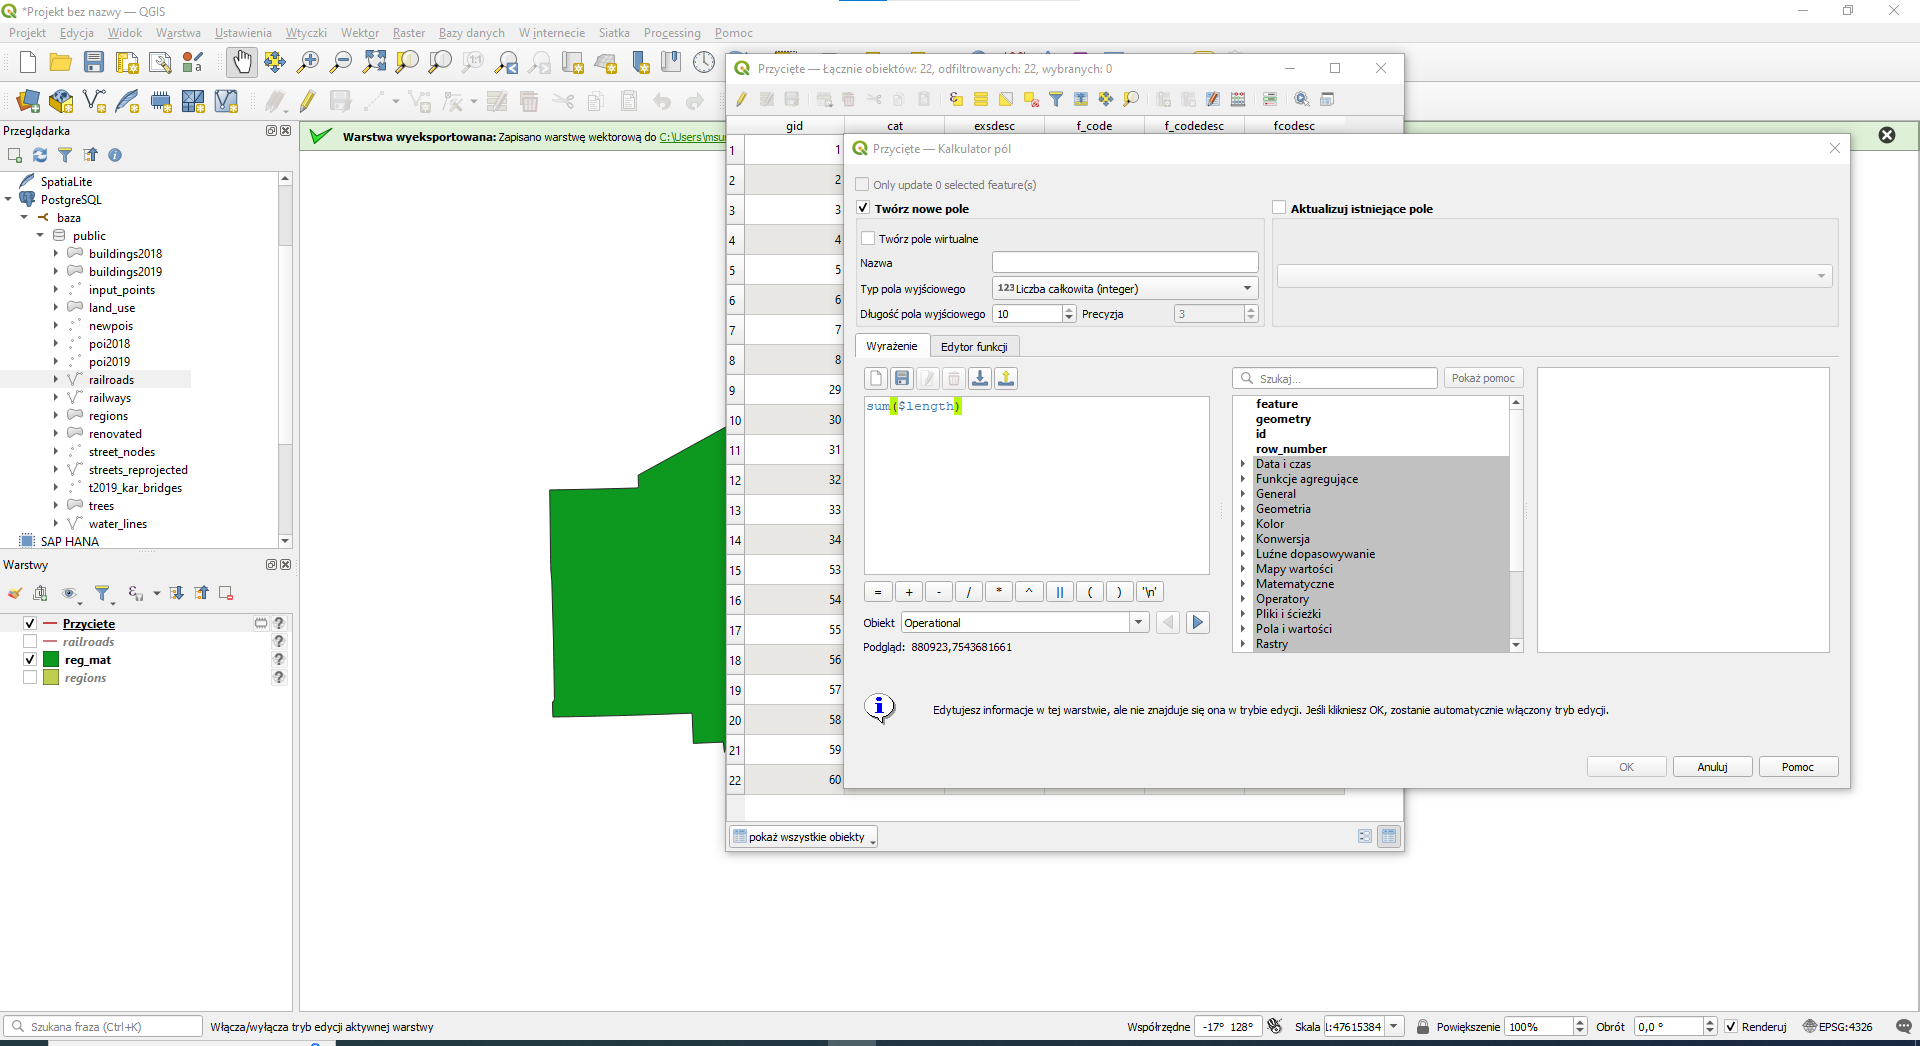 *Projekt bez nazwy — QGIS
Projekt Edycja Widok Warstwa Ustawienia Wtyczki Wektor Raster Bazy danych W internecie Siatka Processing Pomoc
Przeglądarka
SpatiaLite
PostgreSQL
baza
public
buildings2018
buildings2019
input_points
land_use
newpois
poi2018
poi2019
railroads
railways
regions
renovated
street_nodes
streets_reprojected
t2019_kar_bridges
trees
water_lines
SAP HANA
Warstwy
Przycięte
railroads
reg_mat
regions
Warstwa wyeksportowana: Zapisano warstwę wektorową do C:\Users\msu
Przycięte — Łącznie obiektów: 22, odfiltrowanych: 22, wybranych: 0
gid cat exsdesc f_code f_codedesc fcodesc
1 1
2 2
3 3
4 4
5 5
6 6
7 7
8 8
9 29
10 30
11 31
12 32
13 33
14 34
15 53
16 54
17 55
18 56
19 57
20 58
21 59
22 60
pokaż wszystkie obiekty
Przycięte — Kalkulator pól
Only update 0 selected feature(s)
Twórz nowe pole
Aktualizuj istniejące pole
Twórz pole wirtualne
Nazwa
Typ pola wyjściowego 123 Liczba całkowita (integer)
Długość pola wyjściowego 10 Precyzja 3
Wyrażenie Edytor funkcji
sum($length)
= + - / * ^ || ( ) '\n'
Obiekt Operational
Podgląd: 880923,7543681661
Szukaj... Pokaż pomoc
feature
geometry
id
row_number
Data i czas
Funkcje agregujące
General
Geometria
Kolor
Konwersja
Luźne dopasowywanie
Mapy wartości
Matematyczne
Operatory
Pliki i ścieżki
Pola i wartości
Rastry
Edytujesz informacje w tej warstwie, ale nie znajduje się ona w trybie edycji. Jeśli klikniesz OK, zostanie automatycznie włączony tryb edycji.
OK Anuluj Pomoc
Szukana fraza (Ctrl+K) Włącza/wyłącza tryb edycji aktywnej warstwy Współrzędne -17° 128° Skala 1:47615384 Powiększenie 100% Obrót 0,0 ° Renderuj EPSG:4326